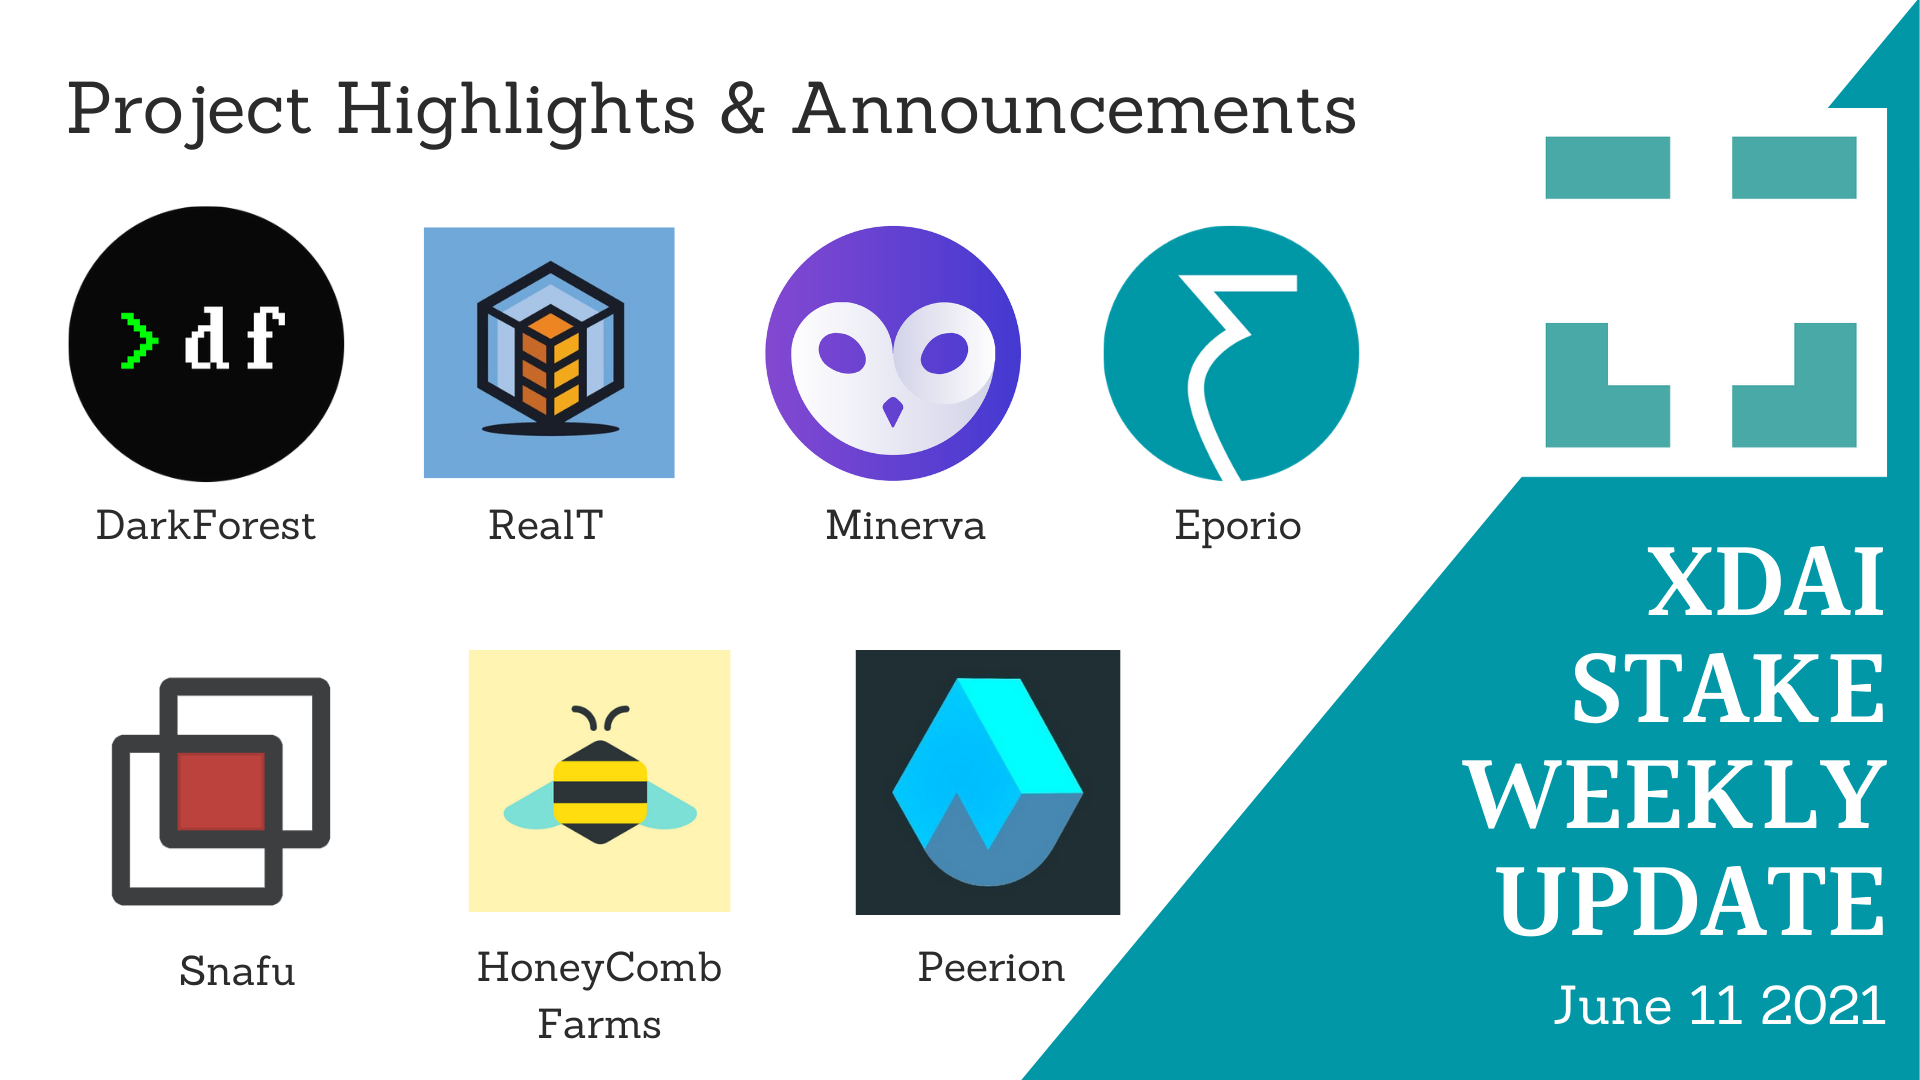 Project Highlights & Announcements
>df
DarkForest
RealT
Minerva
Eporio
Snafu
HoneyComb
Farms
Peerion
XDAI
STAKE
WEEKLY
UPDATE
June 11 2021